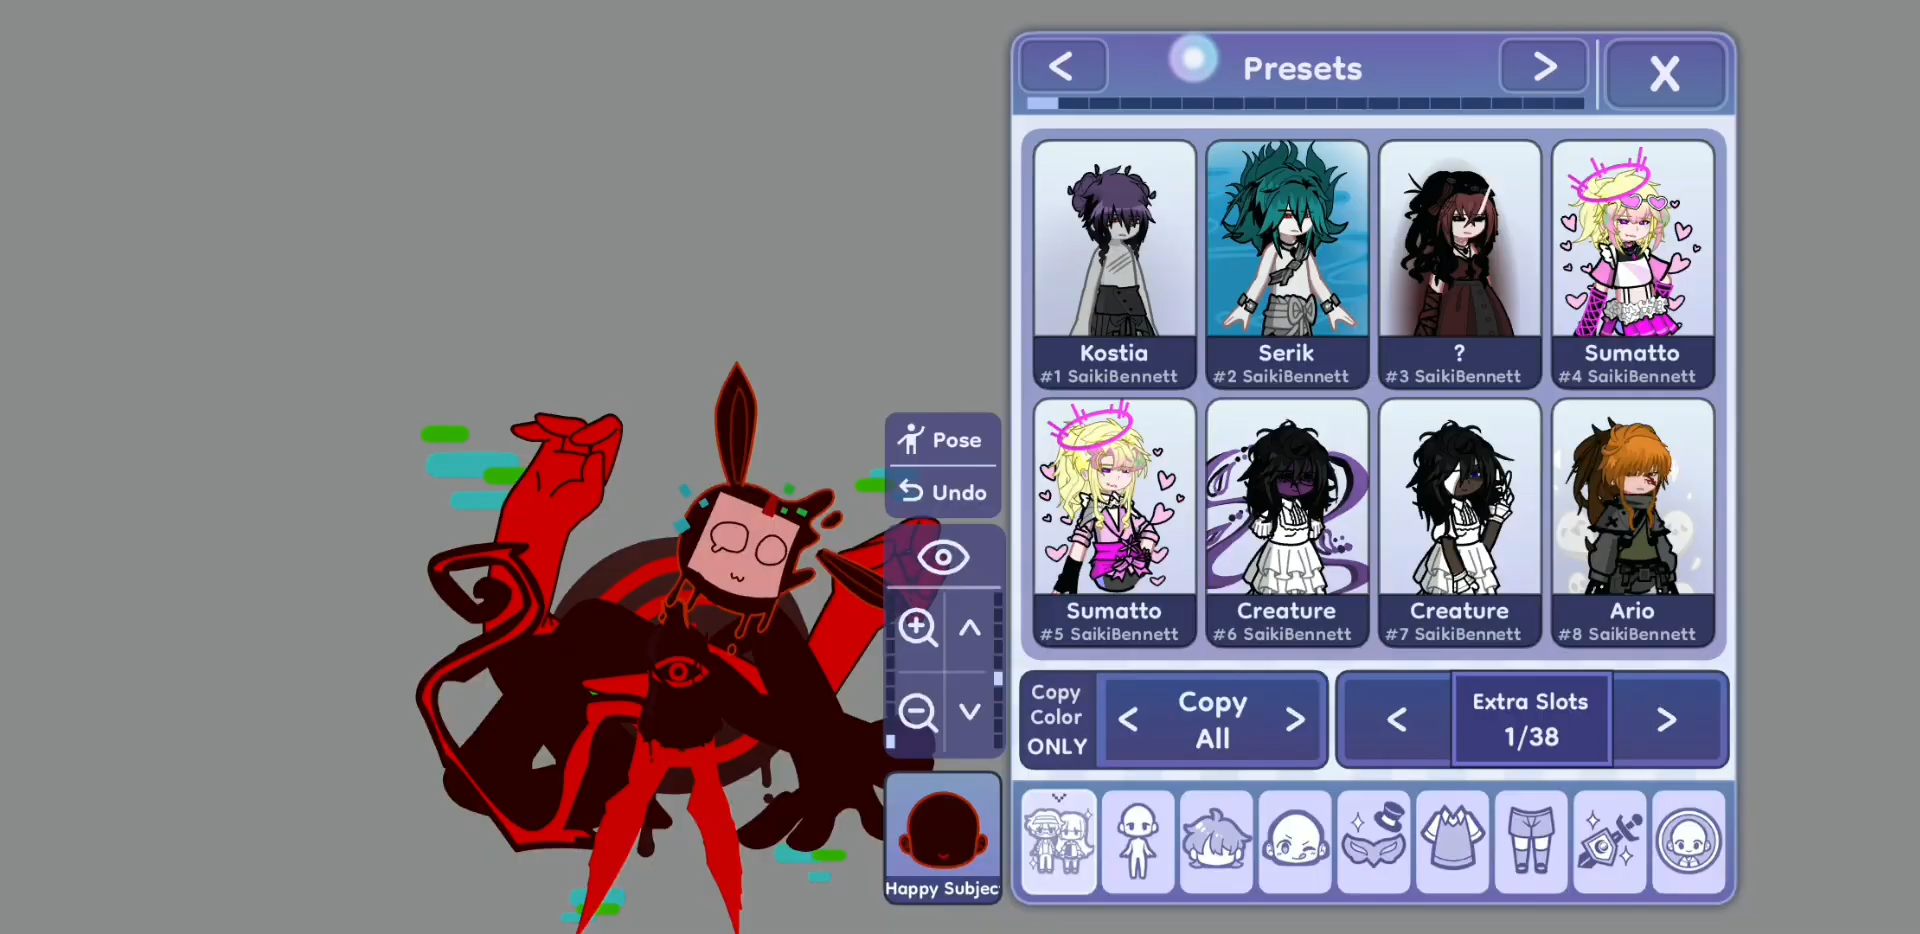 Presets
Kostia
#1 SaikiBennett
Serik
#2 SaikiBennett
?
#3 SaikiBennett
Sumatto
#4 SaikiBennett
Pose
Undo
Sumatto
#5 SaikiBennett
Creature
#6 SaikiBennett
Creature
#7 SaikiBennett
Ario
#8 SaikiBennett
Copy
Color
ONLY
Copy
All
Extra Slots
1/38
Happy Subjec